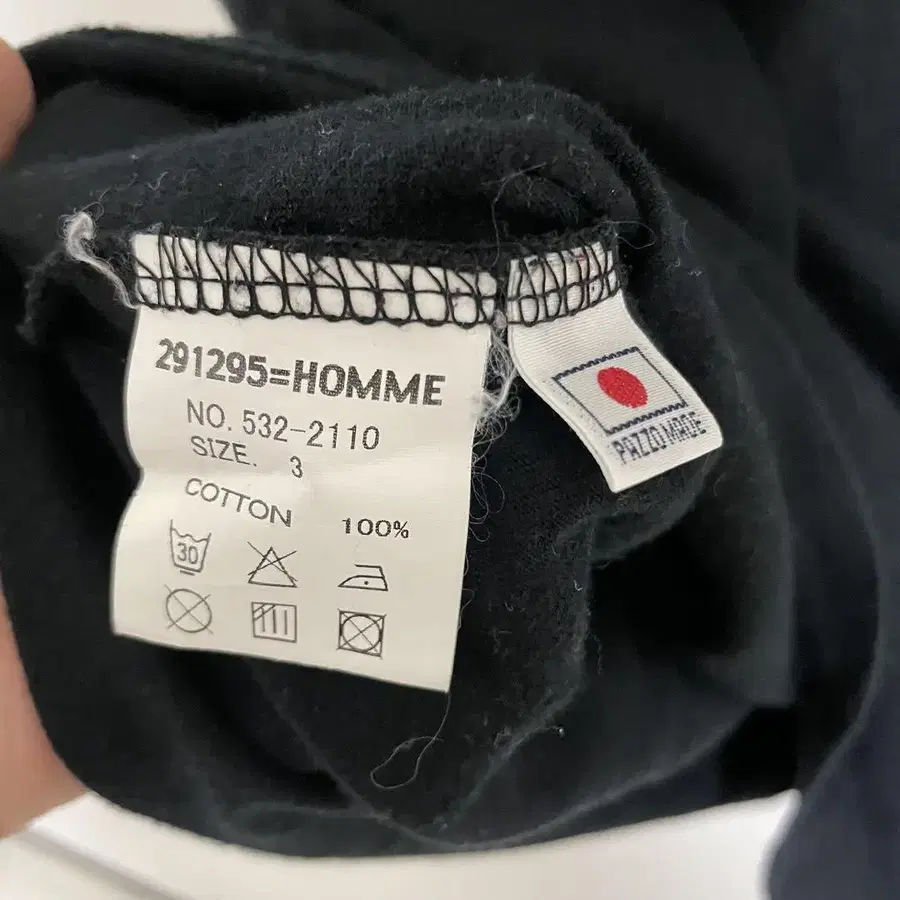 291295=HOMME
NO. 532-2110
SIZE. 3
COTTON 100%
30
PAZZO MADE